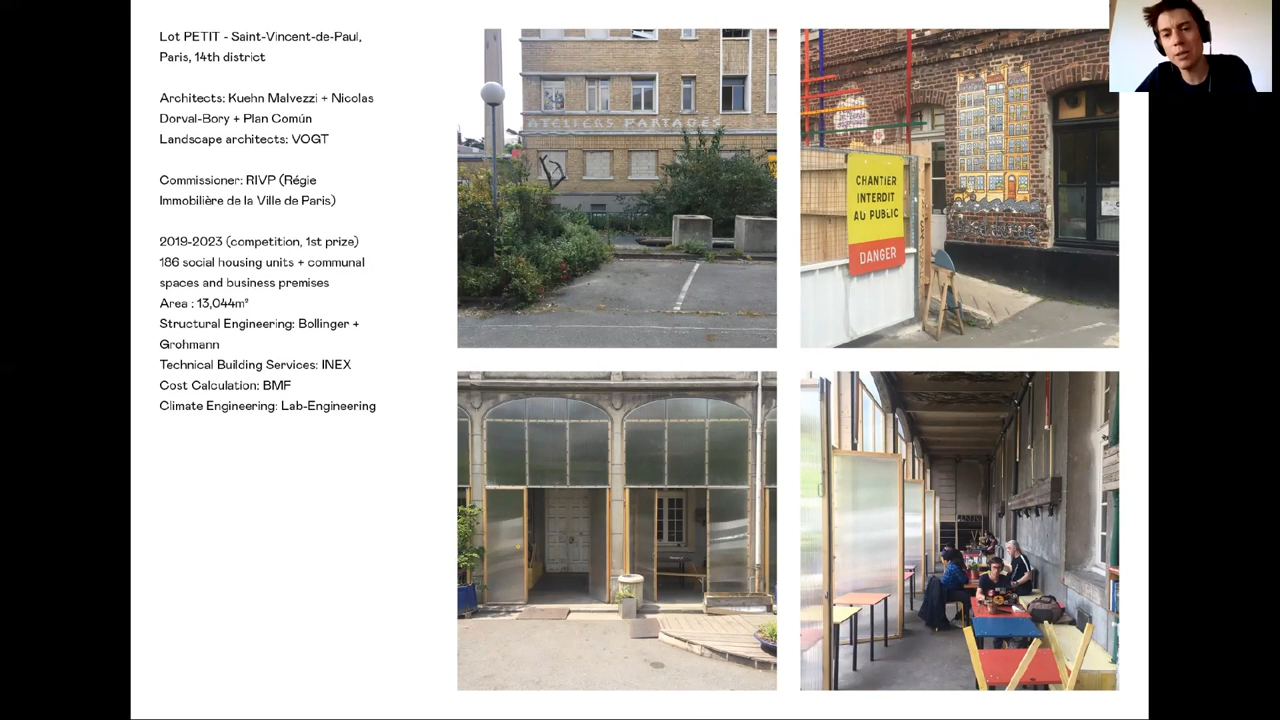 Lot PETIT - Saint-Vincent-de-Paul,
Paris, 14th district
Architects: Kuehn Malvezzi + Nicolas
Dorval-Bory + Plan Común
Landscape architects: VOGT
Commissioner: RIVP (Régie
Immobilière de la Ville de Paris)
2019-2023 (competition, 1st prize)
186 social housing units + communal
spaces and business premises
Area : 13,044m²
Structural Engineering: Bollinger +
Grohmann
Technical Building Services: INEX
Cost Calculation: BMF
Climate Engineering: Lab-Engineering
ATELIERS PARTAGÉS
CHANTIER
INTERDIT
AU PUBLIC
DANGER